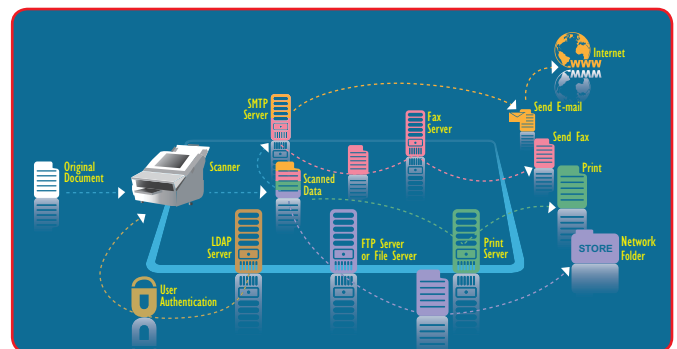 Internet
WWW
SMTP
Server
Send E-mail
Fax
Server
Send Fax
Original
Document
Scanner
Scanned
Data
Print
LDAP
Server
FTP Server
or File Server
Print
Server
STORE
Network
Folder
User
Authentication